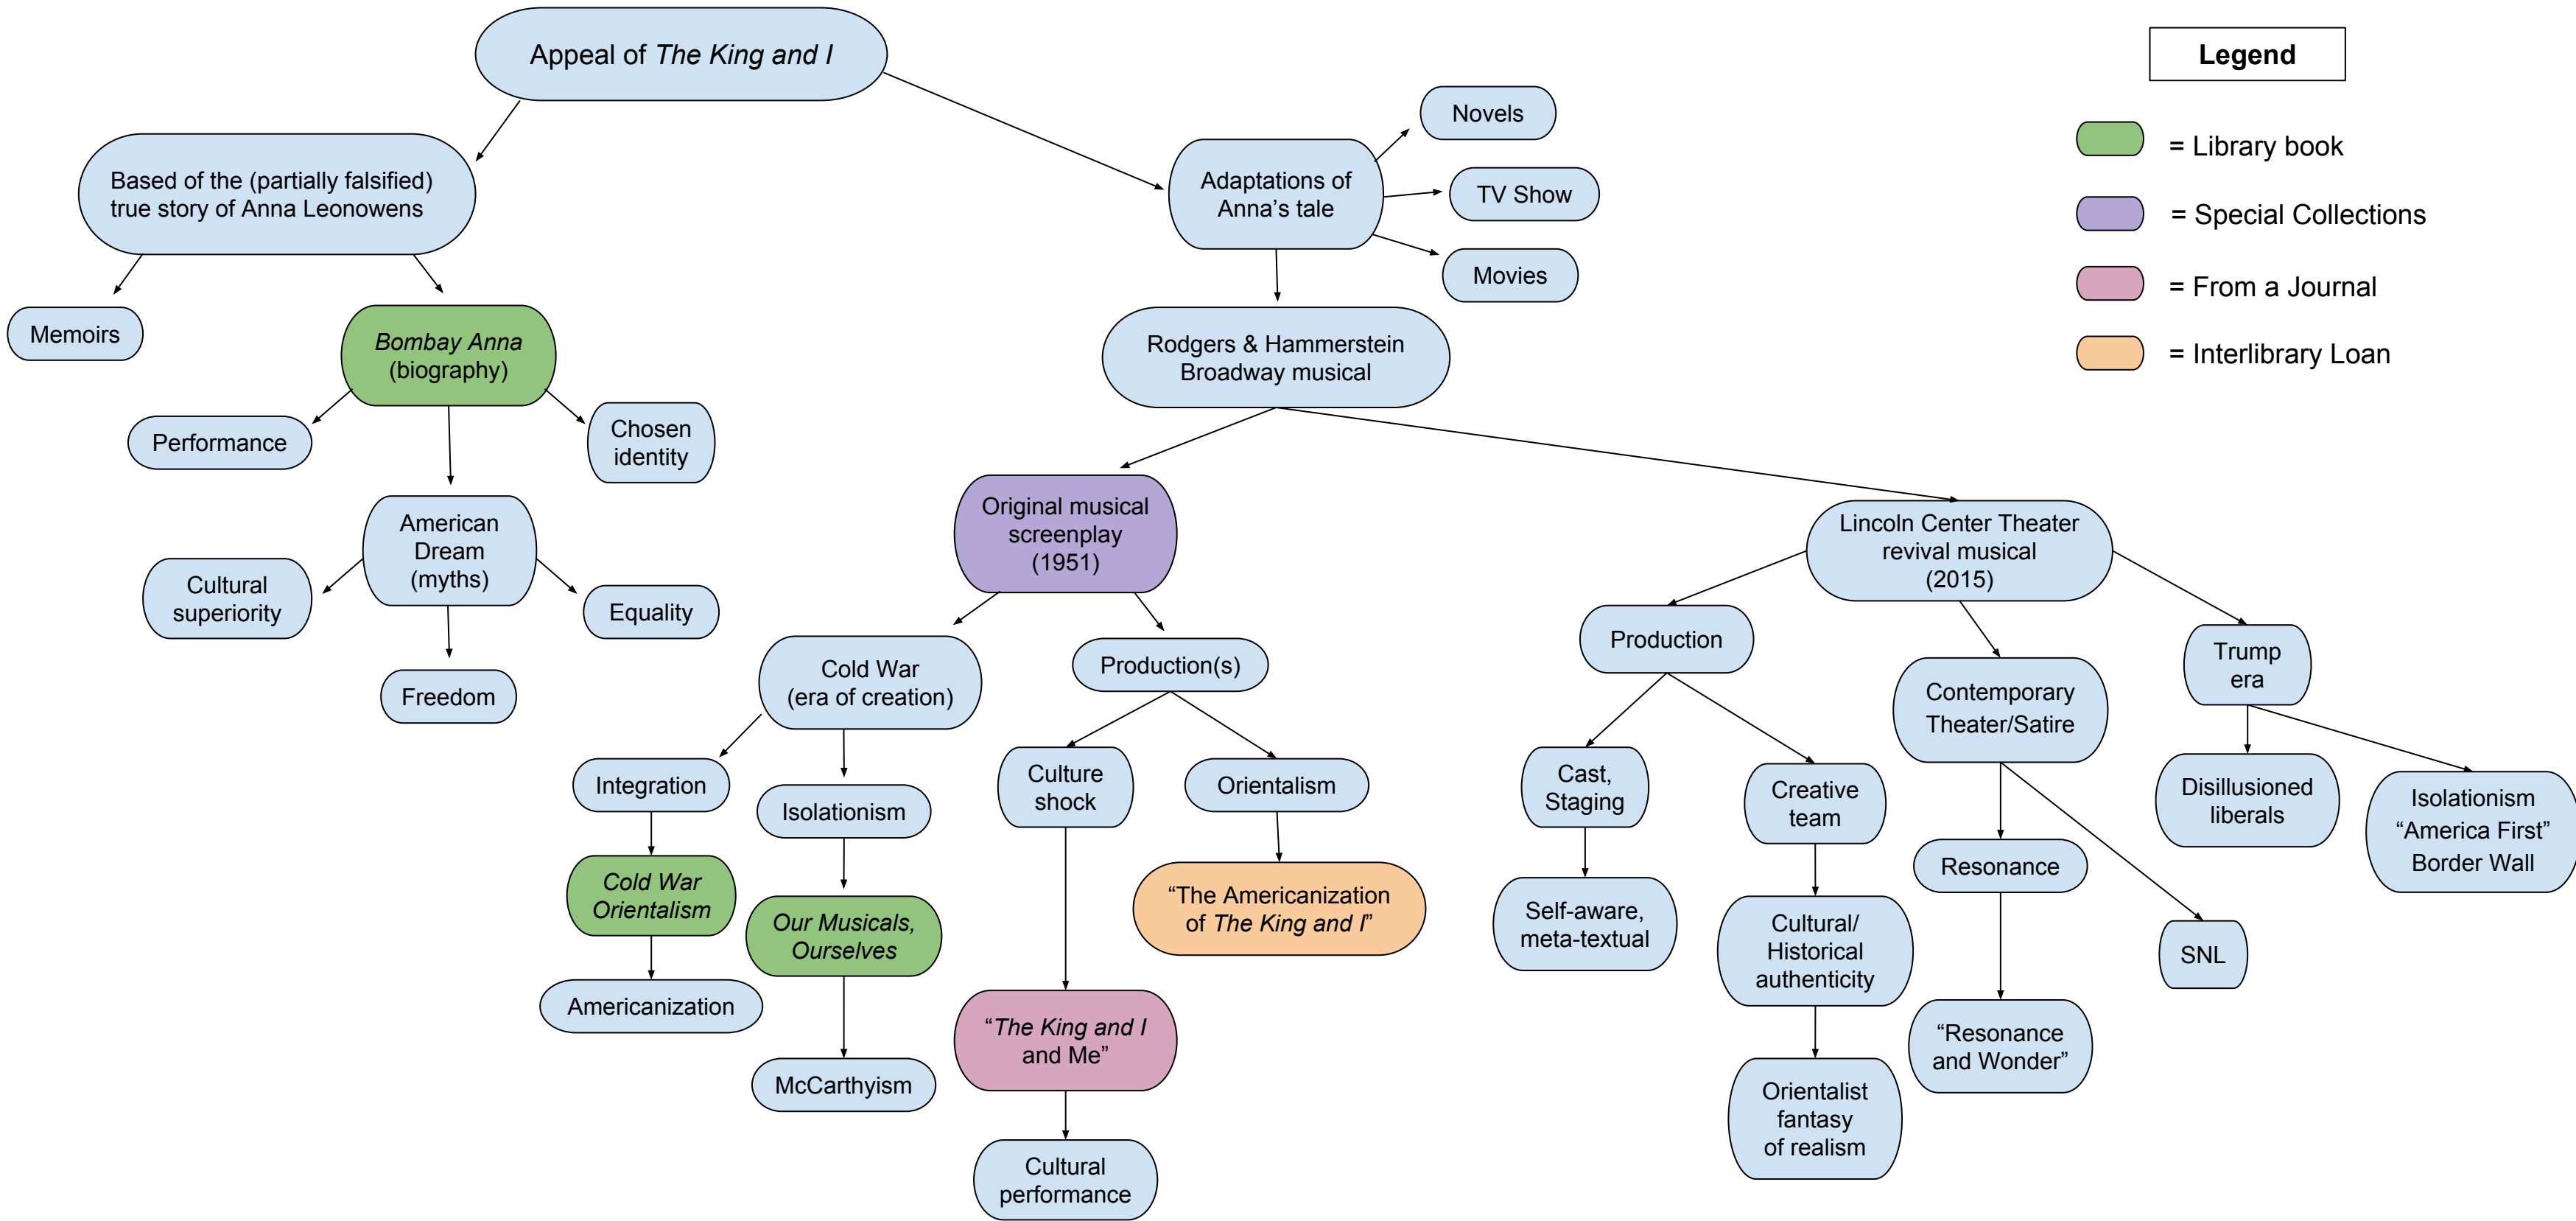 Appeal of The King and I
Legend
Novels
= Library book
Based of the (partially falsified)
true story of Anna Leonowens
Adaptations of
Anna’s tale
TV Show
= Special Collections
Movies
= From a Journal
Memoirs
Bombay Anna
(biography)
Rodgers & Hammerstein
Broadway musical
= Interlibrary Loan
Performance
Chosen
identity
American
Dream
(myths)
Original musical
screenplay
(1951)
Lincoln Center Theater
revival musical
(2015)
Cultural
superiority
Equality
Freedom
Cold War
(era of creation)
Production(s)
Production
Contemporary
Theater/Satire
Trump
era
Integration
Isolationism
Culture
shock
Orientalism
Cast,
Staging
Creative
team
Disillusioned
liberals
Isolationism
“America First”
Border Wall
Resonance
Cold War
Orientalism
Our Musicals,
Ourselves
“The Americanization
of The King and I”
Self-aware,
meta-textual
Cultural/
Historical
authenticity
SNL
Americanization
“The King and I
and Me”
“Resonance
and Wonder”
McCarthyism
Orientalist
fantasy
of realism
Cultural
performance